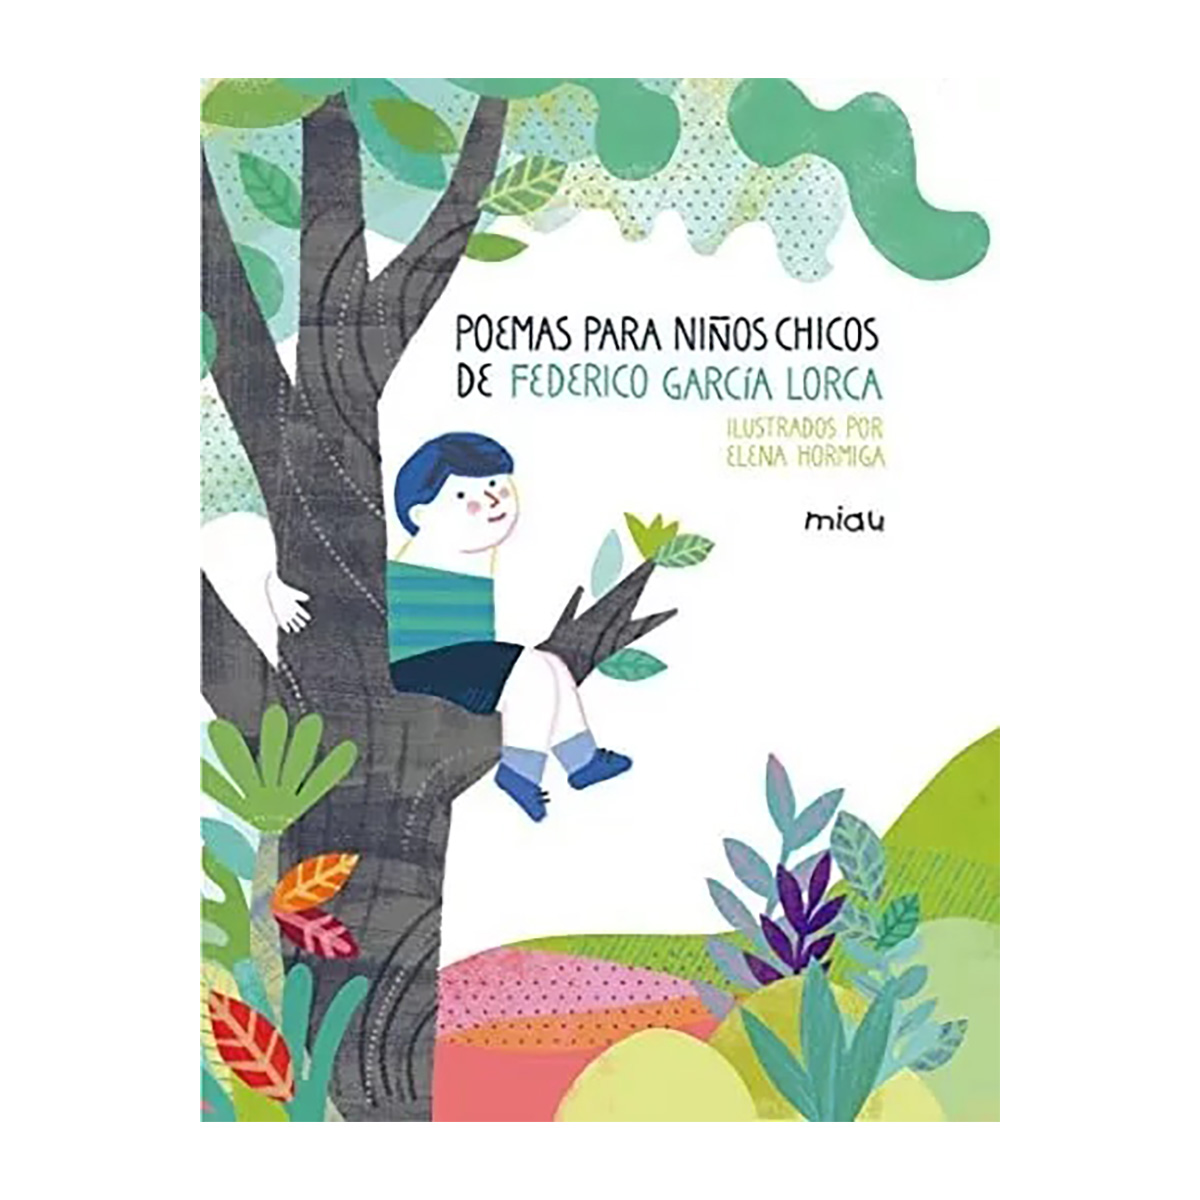 POEMAS PARA NIÑOS CHICOS
DE FEDERICO GARCÍA LORCA
ILUSTRADOS POR
ELENA HORMIGA
miau